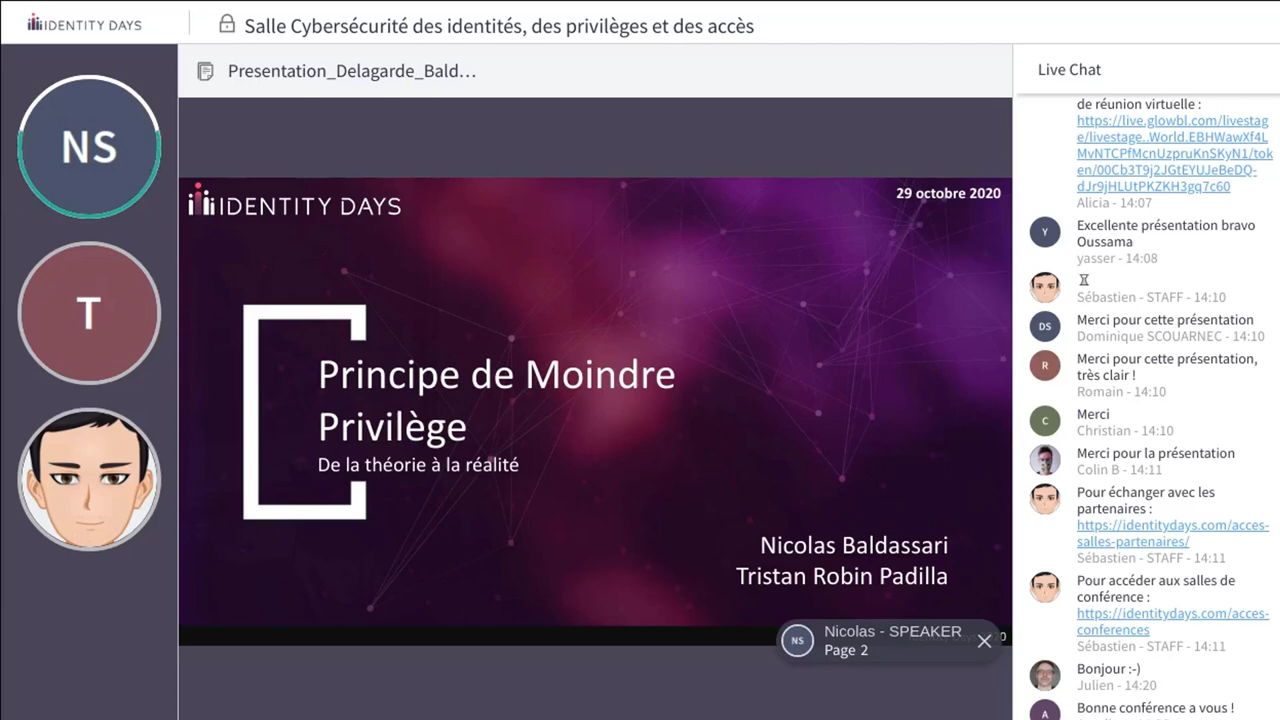 IDENTITY DAYS
Salle Cybersécurité des identités, des privilèges et des accès
NS
T
Presentation_Delagarde_Bald…
IDENTITY DAYS
29 octobre 2020
Principe de Moindre
Privilège
De la théorie à la réalité
Nicolas Baldassari
Tristan Robin Padilla
NS
Nicolas - SPEAKER
Page 2
Live Chat
de réunion virtuelle :
https://live.glowbl.com/livestag
e/livestage..World.EBHWawXf4L
MvNTCPfMcnUzpruKnSKyN1/tok
en/00Cb3T9j2JGtEYUJeBeDQ-
dJr9jHLUtPKZKH3gq7c60
Alicia - 14:07
Y
Excellente présentation bravo
Oussama
yasser - 14:08
Sébastien - STAFF - 14:10
DS
Merci pour cette présentation
Dominique SCOUARNEC - 14:10
R
Merci pour cette présentation,
très clair !
Romain - 14:10
C
Merci
Christian - 14:10
Merci pour la présentation
Colin B - 14:11
Pour échanger avec les
partenaires :
https://identitydays.com/acces-
salles-partenaires/
Sébastien - STAFF - 14:11
Pour accéder aux salles de
conférence :
https://identitydays.com/acces-
conferences
Sébastien - STAFF - 14:11
Bonjour :-)
Julien - 14:20
A
Bonne conférence a vous !